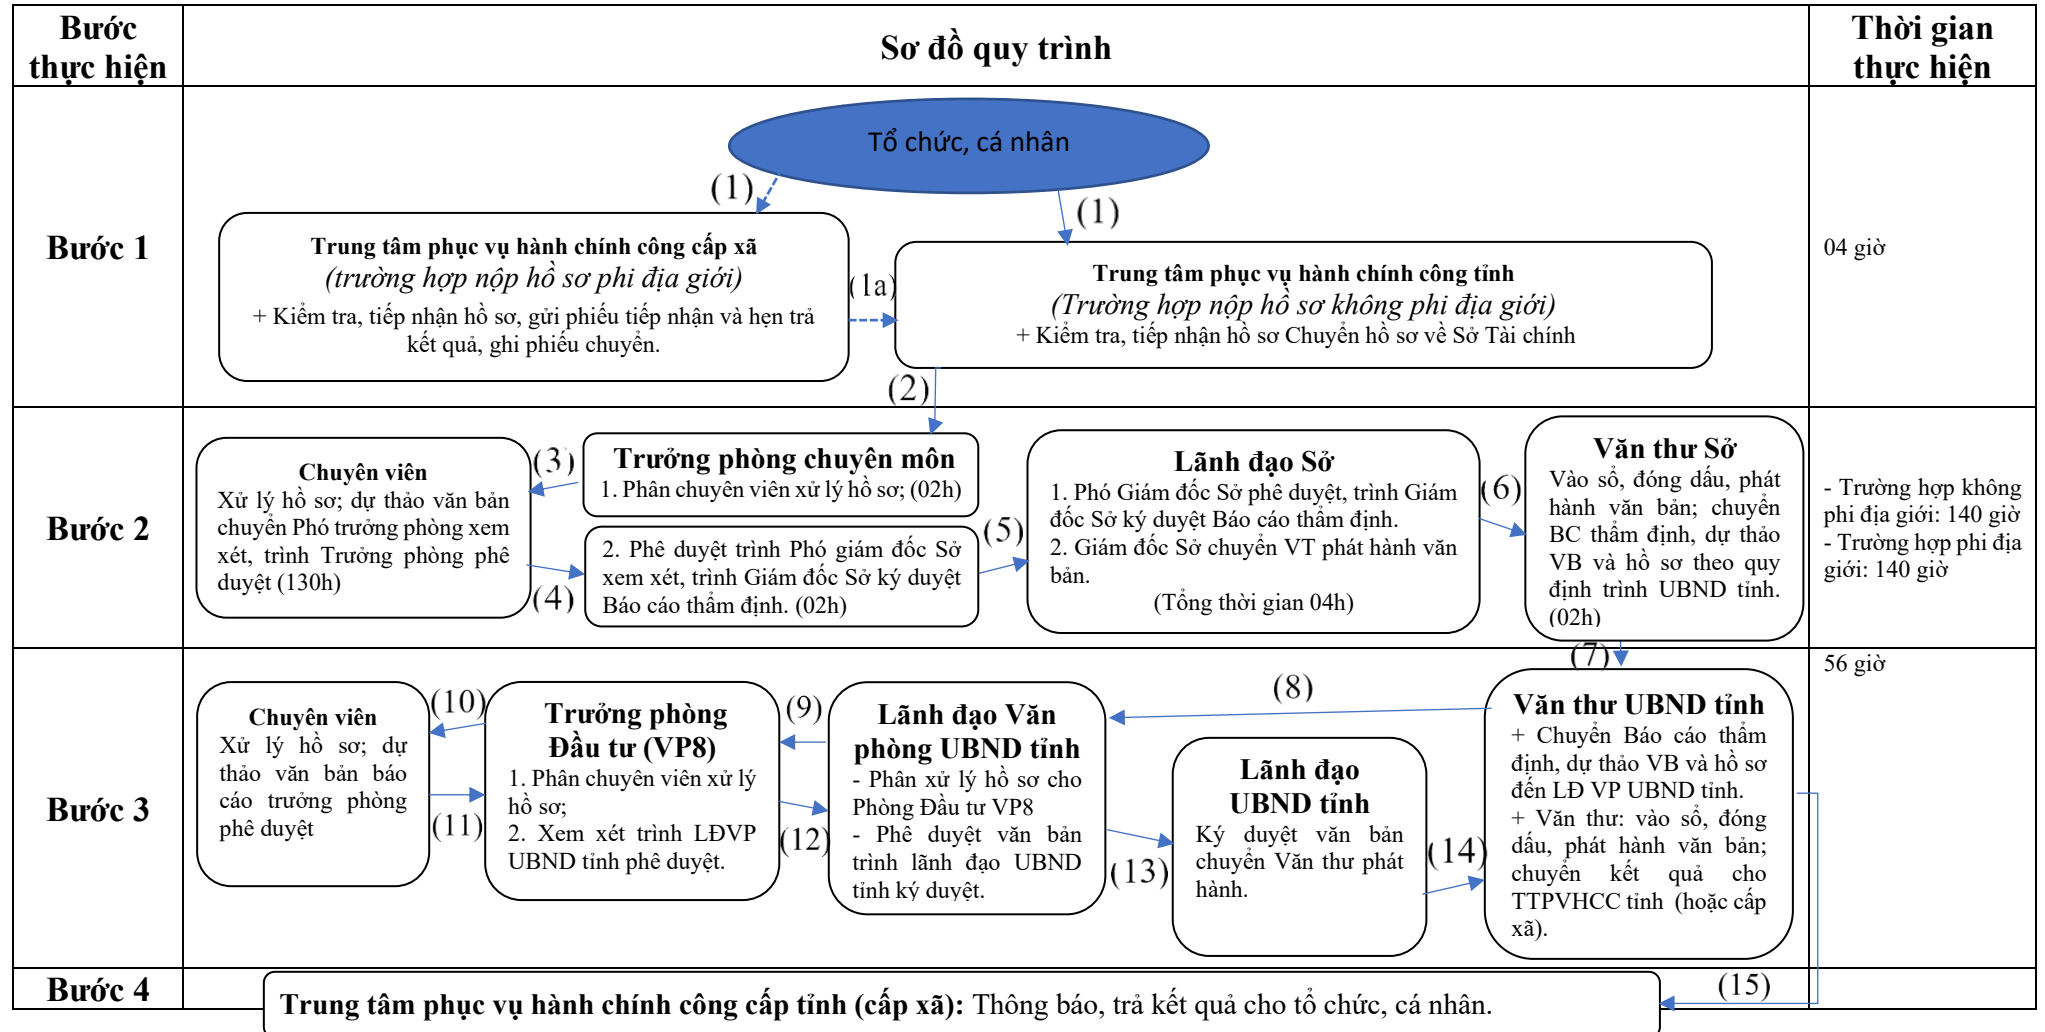 Bước
thực hiện
Sơ đồ quy trình
Thời gian
thực hiện
Bước 1
Tổ chức, cá nhân
(1)
(1)
Trung tâm phục vụ hành chính công cấp xã
(trường hợp nộp hồ sơ phi địa giới)
+ Kiểm tra, tiếp nhận hồ sơ, gửi phiếu tiếp nhận và hẹn trả
kết quả, ghi phiếu chuyển.
(1a)
Trung tâm phục vụ hành chính công tỉnh
(Trường hợp nộp hồ sơ không phi địa giới)
+ Kiểm tra, tiếp nhận hồ sơ Chuyển hồ sơ về Sở Tài chính
04 giờ
(2)
Bước 2
Chuyên viên
Xử lý hồ sơ; dự thảo văn bản
chuyển Phó trưởng phòng xem
xét, trình Trưởng phòng phê
duyệt (130h)
(3)
(4)
Trưởng phòng chuyên môn
1. Phân chuyên viên xử lý hồ sơ; (02h)
2. Phê duyệt trình Phó giám đốc Sở
xem xét, trình Giám đốc Sở ký duyệt
Báo cáo thẩm định. (02h)
(5)
Lãnh đạo Sở
1. Phó Giám đốc Sở phê duyệt, trình Giám
đốc Sở ký duyệt Báo cáo thẩm định.
2. Giám đốc Sở chuyển VT phát hành văn
bản.
(Tổng thời gian 04h)
(6)
Văn thư Sở
Vào sổ, đóng dấu, phát
hành văn bản; chuyển
BC thẩm định, dự thảo
VB và hồ sơ theo quy
định trình UBND tỉnh.
(02h)
- Trường hợp không
phi địa giới: 140 giờ
- Trường hợp phi địa
giới: 140 giờ
(7)
Bước 3
Chuyên viên
Xử lý hồ sơ; dự
thảo văn bản báo
cáo trưởng phòng
phê duyệt
(10)
(11)
Trưởng phòng
Đầu tư (VP8)
1. Phân chuyên viên xử lý
hồ sơ;
2. Xem xét trình LĐVP
UBND tỉnh phê duyệt.
(9)
(12)
Lãnh đạo Văn
phòng UBND tỉnh
- Phân xử lý hồ sơ cho
Phòng Đầu tư VP8
- Phê duyệt văn bản
trình lãnh đạo UBND
tỉnh ký duyệt.
(8)
(13)
Lãnh đạo
UBND tỉnh
Ký duyệt văn bản
chuyển Văn thư phát
hành.
(14)
Văn thư UBND tỉnh
+ Chuyển Báo cáo thẩm
định, dự thảo VB và hồ sơ
đến LĐ VP UBND tỉnh.
+ Văn thư: vào sổ, đóng
dấu, phát hành văn bản;
chuyển kết quả cho
TTPVHCC tỉnh (hoặc cấp
xã).
56 giờ
Bước 4
Trung tâm phục vụ hành chính công cấp tỉnh (cấp xã): Thông báo, trả kết quả cho tổ chức, cá nhân.
(15)